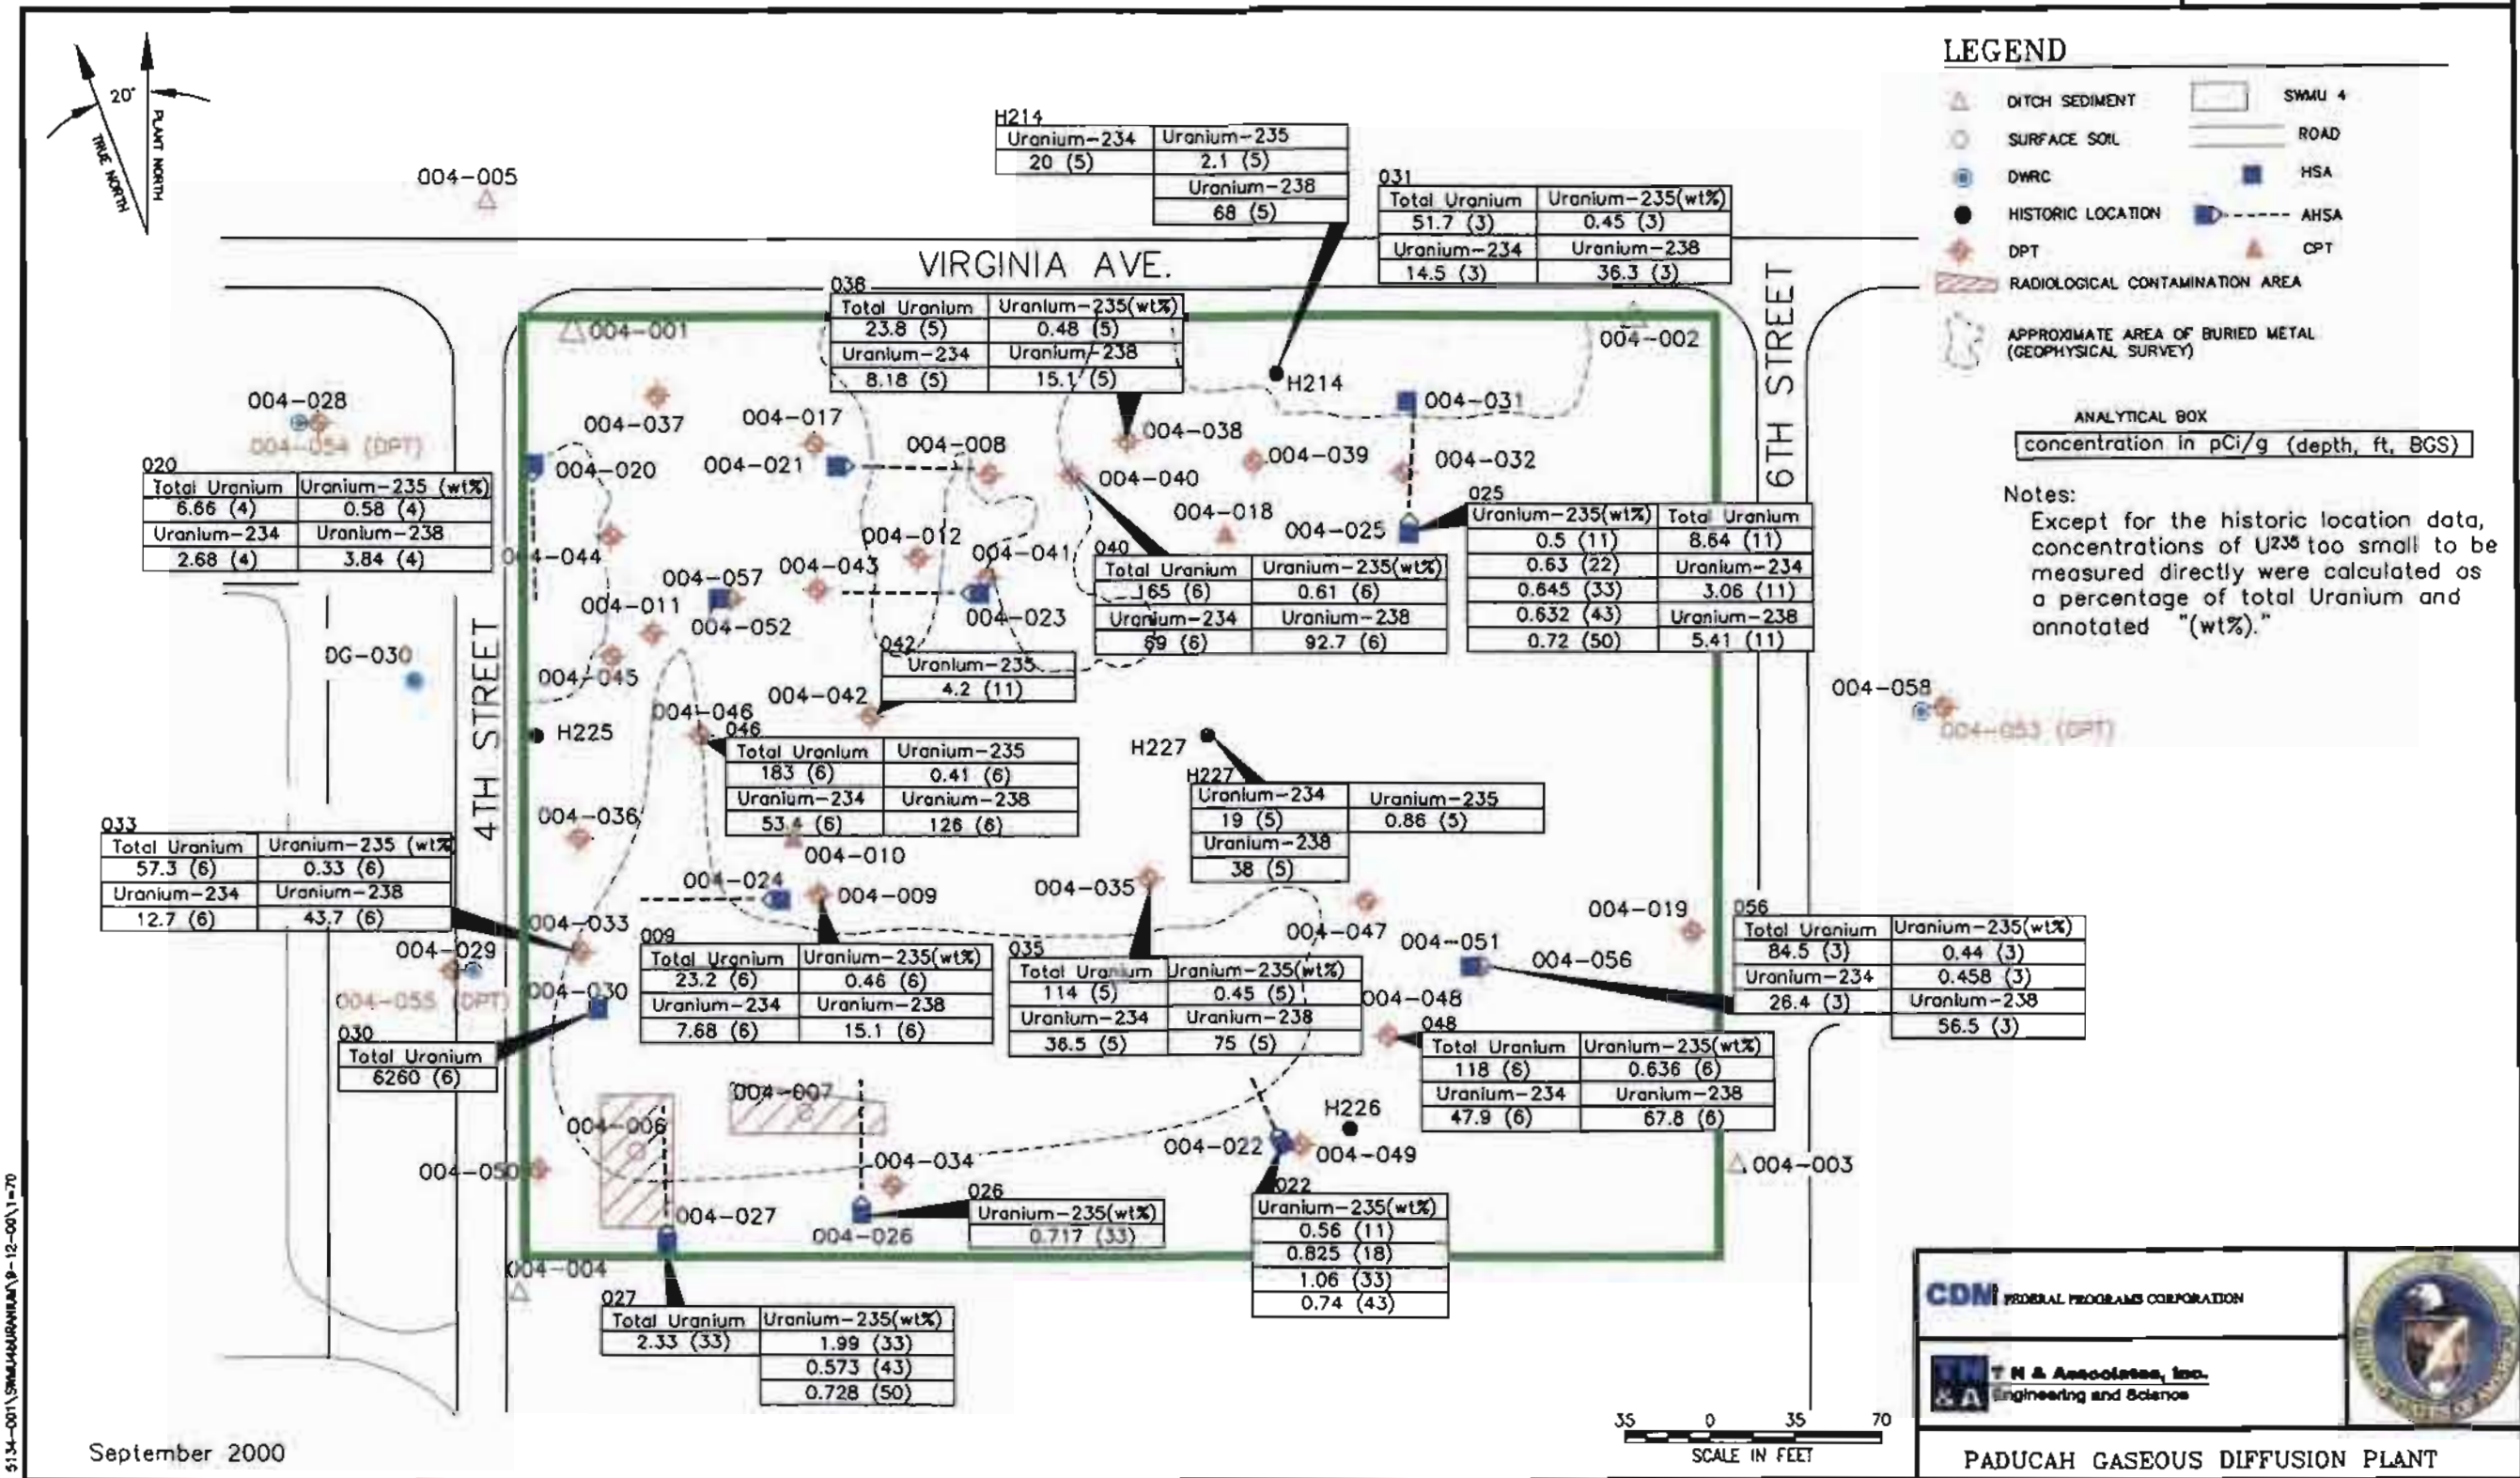 20°
TRUE NORTH
PLANT NORTH
LEGEND
DITCH SEDIMENT
SWMU 4
SURFACE SOIL
ROAD
DWRC
HSA
HISTORIC LOCATION
AHSA
DPT
CPT
RADIOLOGICAL CONTAMINATION AREA
APPROXIMATE AREA OF BURIED METAL
(GEOPHYSICAL SURVEY)
ANALYTICAL BOX
concentration in pCi/g (depth, ft, BGS)
Notes:
Except for the historic location data,
concentrations of U235 too small to be
measured directly were calculated as
a percentage of total Uranium and
annotated "(wt%)."
VIRGINIA AVE.
4TH STREET
6TH STREET
H214
Uranium-234 Uranium-235
20 (5) 2.1 (5)
Uranium-238
68 (5)
031
Total Uranium Uranium-235(wt%)
51.7 (3) 0.45 (3)
Uranium-234 Uranium-238
14.5 (3) 36.3 (3)
038
Total Uranium Uranium-235(wt%)
23.8 (5) 0.48 (5)
Uranium-234 Uranium-238
8.18 (5) 15.1 (5)
004-005
004-001
004-002
004-028
004-054 (DPT)
004-037
004-017
004-021
004-008
004-038
H214
004-031
004-039
004-032
004-040
004-018
004-025
004-020
020
Total Uranium Uranium-235 (wt%)
6.66 (4) 0.58 (4)
Uranium-234 Uranium-238
2.68 (4) 3.84 (4)
025
Uranium-235(wt%) Total Uranium
0.5 (11) 8.64 (11)
0.63 (22) Uranium-234
0.645 (33) 3.06 (11)
0.632 (43) Uranium-238
0.72 (50) 5.41 (11)
040
Total Uranium Uranium-235(wt%)
165 (6) 0.61 (6)
Uranium-234 Uranium-238
69 (6) 92.7 (6)
004-044
004-012
004-041
004-043
004-057
004-011
004-052
004-023
004-045
DG-030
042
Uranium-235
4.2 (11)
004-042
004-046
H225
046
Total Uranium Uranium-235
183 (6) 0.41 (6)
Uranium-234 Uranium-238
53.4 (6) 126 (6)
H227
H227
Uranium-234 Uranium-235
19 (5) 0.86 (5)
Uranium-238
38 (5)
004-058
004-053 (DPT)
004-036
004-010
033
Total Uranium Uranium-235 (wt%
57.3 (6) 0.33 (6)
Uranium-234 Uranium-238
12.7 (6) 43.7 (6)
004-024
004-009
004-035
004-033
004-029
004-055 (DPT)
004-030
030
Total Uranium
6260 (6)
009
Total Uranium Uranium-235(wt%)
23.2 (6) 0.46 (6)
Uranium-234 Uranium-238
7.68 (6) 15.1 (6)
035
Total Uranium Uranium-235(wt%)
114 (5) 0.45 (5)
Uranium-234 Uranium-238
36.5 (5) 75 (5)
004-047
004-019
004-051
004-056
056
Total Uranium Uranium-235(wt%)
84.5 (3) 0.44 (3)
Uranium-234 0.458 (3)
26.4 (3) Uranium-238
56.5 (3)
004-048
048
Total Uranium Uranium-235(wt%)
118 (6) 0.636 (6)
Uranium-234 Uranium-238
47.9 (6) 67.8 (6)
004-007
004-006
H226
004-022
004-049
004-003
004-050
004-034
022
Uranium-235(wt%)
0.56 (11)
0.825 (18)
1.06 (33)
0.74 (43)
026
Uranium-235(wt%)
0.717 (33)
004-026
004-027
004-004
027
Total Uranium Uranium-235(wt%)
2.33 (33) 1.99 (33)
0.573 (43)
0.728 (50)
35 0 35 70
SCALE IN FEET
CDM FEDERAL PROGRAMS CORPORATION
T N & Associates, Inc.
Engineering and Science
PADUCAH GASEOUS DIFFUSION PLANT
September 2000